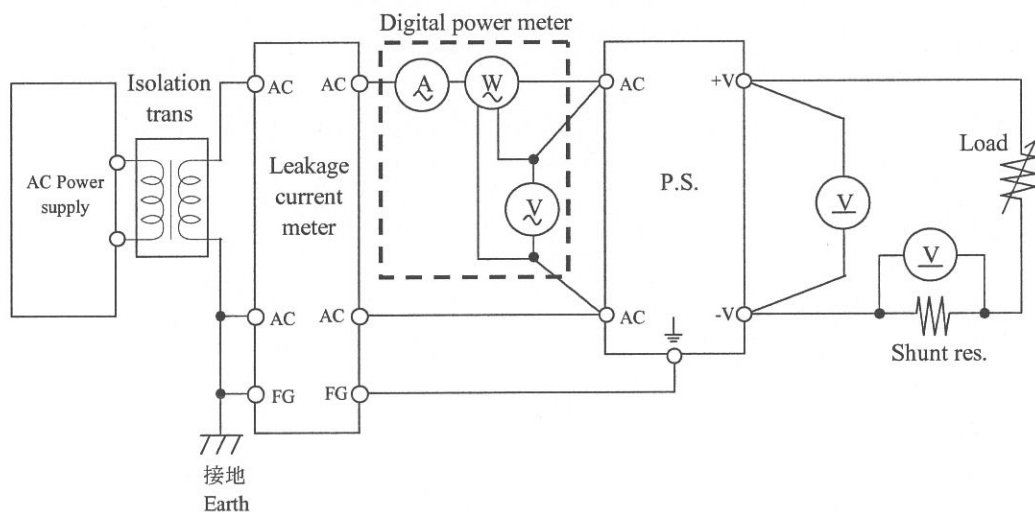 Digital power meter
Isolation
trans
AC Power
supply
AC
AC
Leakage
current
meter
AC
AC
FG
FG
A
W
V
AC
P.S.
AC
+V
-V
V
Load
V
Shunt res.
接地
Earth